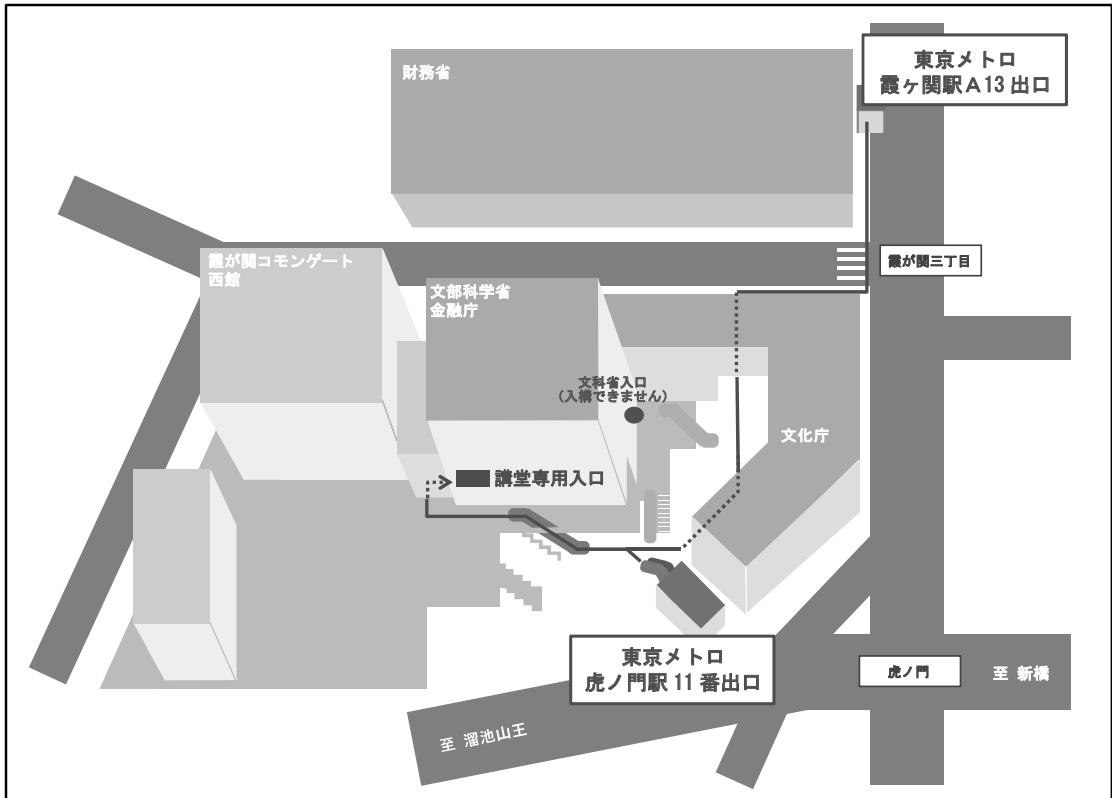 東京メトロ
霞ヶ関駅A13出口
財務省
霞が関三丁目
霞が関コモンゲート
西館
文部科学省
金融庁
文科省入口
(入構できません)
文化庁
講堂専用入口
東京メトロ
虎ノ門駅11番出口
虎ノ門
至 新橋
至 溜池山王